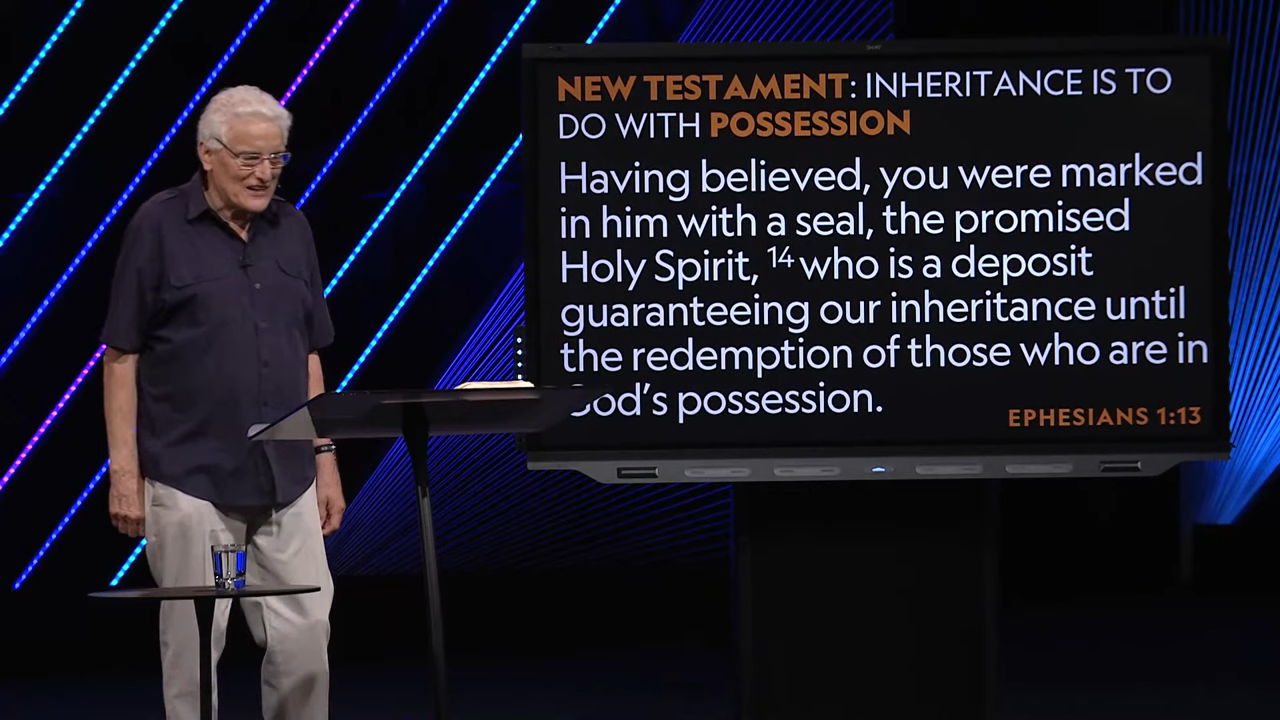 NEW TESTAMENT: INHERITANCE IS TO
DO WITH POSSESSION
Having believed, you were marked
in him with a seal, the promised
Holy Spirit, ¹⁴ who is a deposit
guaranteeing our inheritance until
the redemption of those who are in
God's possession.
EPHESIANS 1:13